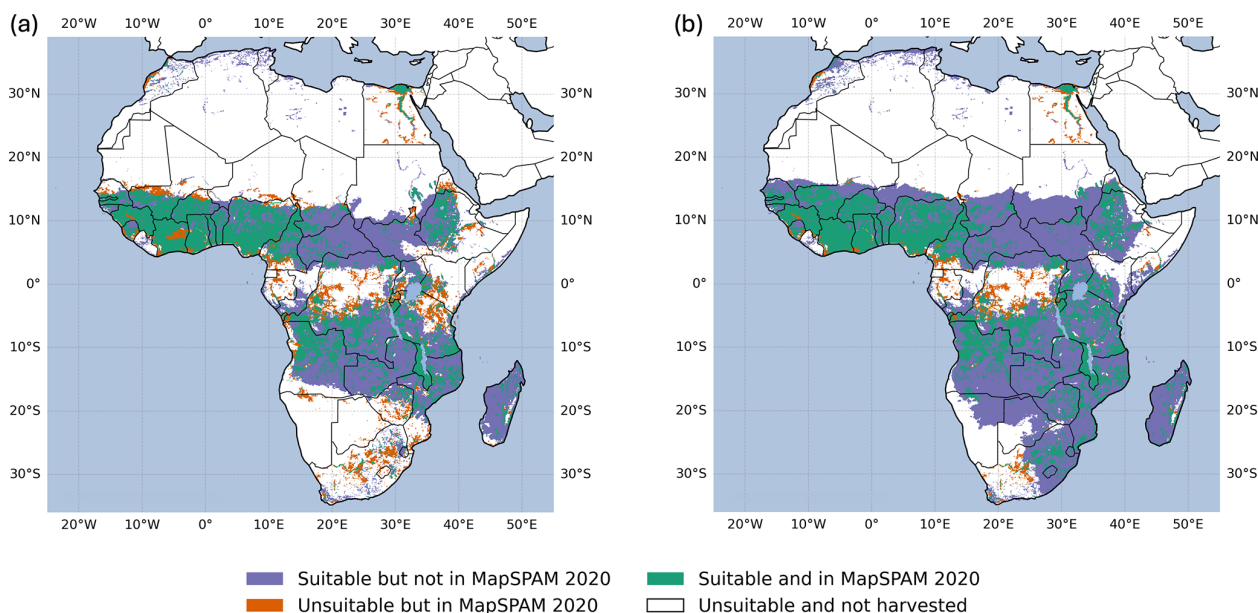 (a)
(b)
20°W 10°W 0° 10°E 20°E 30°E 40°E 50°E
20°W 10°W 0° 10°E 20°E 30°E 40°E 50°E
30°N 30°N
20°N 20°N
10°N 10°N
0° 0°
10°S 10°S
20°S 20°S
30°S 30°S
20°W 10°W 0° 10°E 20°E 30°E 40°E 50°E
20°W 10°W 0° 10°E 20°E 30°E 40°E 50°E
Suitable but not in MapSPAM 2020
Suitable and in MapSPAM 2020
Unsuitable but in MapSPAM 2020
Unsuitable and not harvested